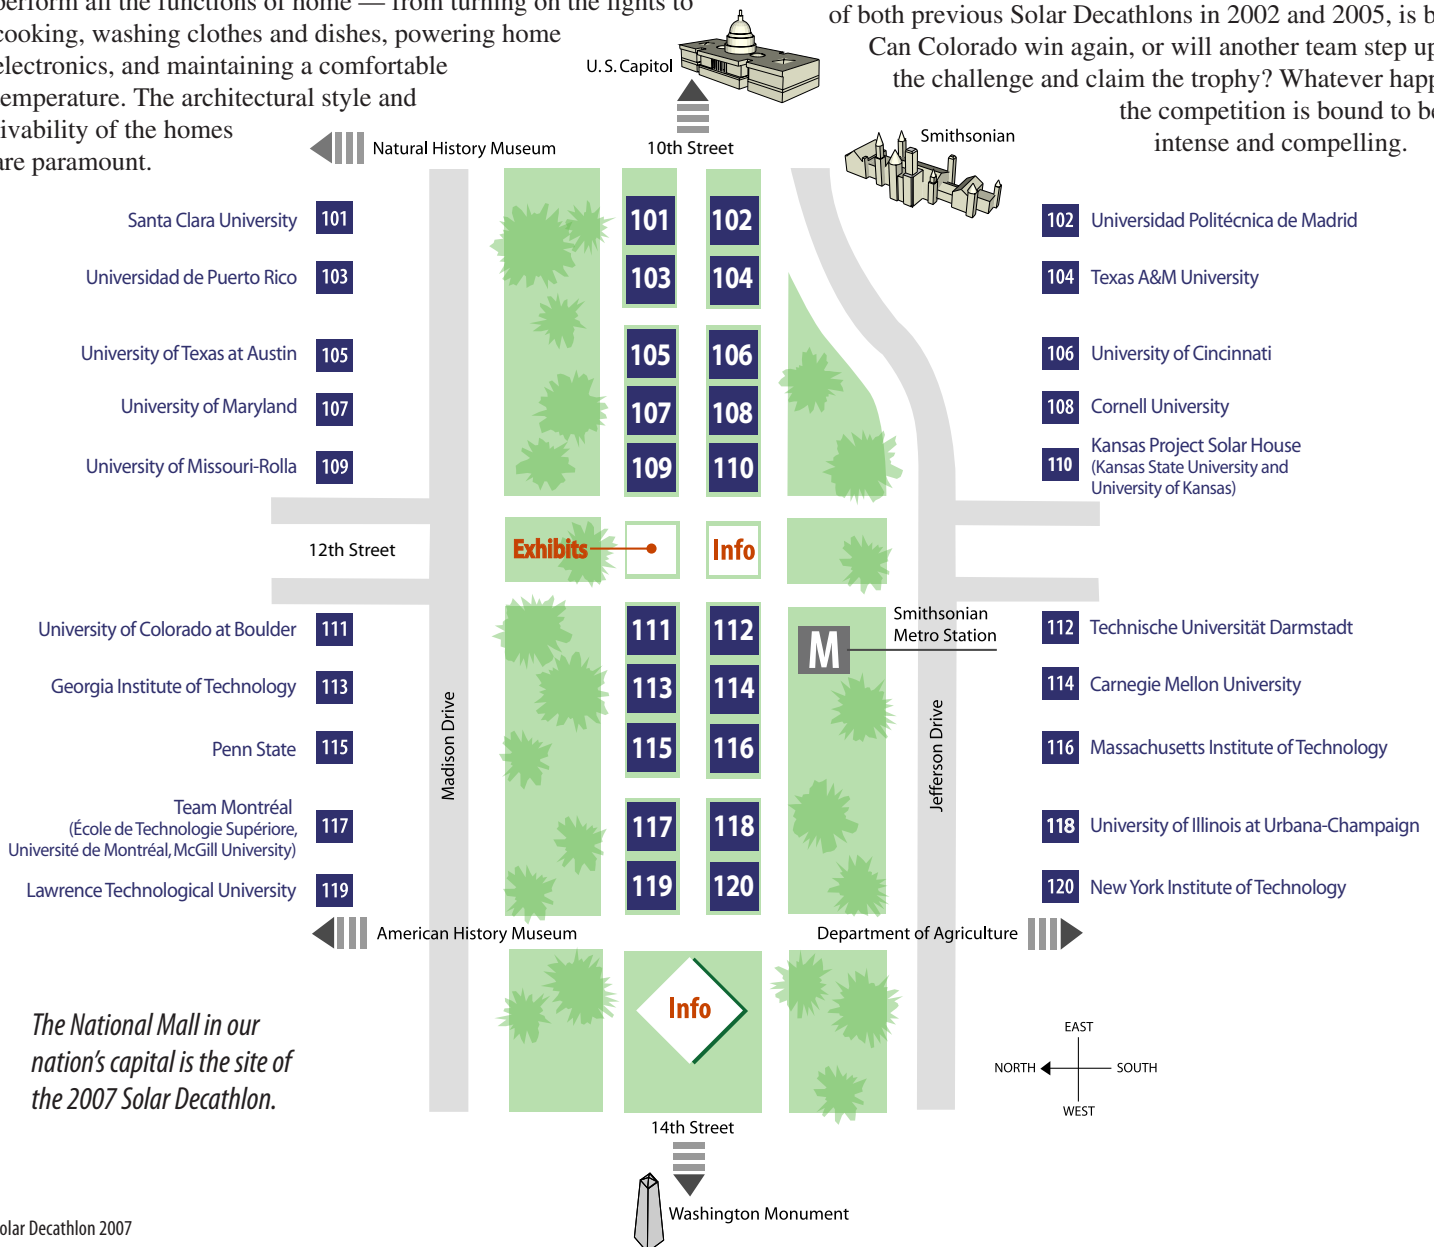 perform all the functions of home — from turning on the lights to
cooking, washing clothes and dishes, powering home
electronics, and maintaining a comfortable
temperature. The architectural style and
livability of the homes
are paramount.
of both previous Solar Decathlons in 2002 and 2005, is b
Can Colorado win again, or will another team step up
the challenge and claim the trophy? Whatever happ
the competition is bound to be
intense and compelling.
U.S. Capitol
Natural History Museum
10th Street
Smithsonian
Santa Clara University 101
101 102
102 Universidad Politécnica de Madrid
Universidad de Puerto Rico 103
103 104
104 Texas A&M University
University of Texas at Austin 105
105 106
106 University of Cincinnati
University of Maryland 107
107 108
108 Cornell University
University of Missouri-Rolla 109
109 110
110 Kansas Project Solar House
(Kansas State University and
University of Kansas)
12th Street
Exhibits
Info
University of Colorado at Boulder 111
111 112
Smithsonian
Metro Station
M
112 Technische Universität Darmstadt
Georgia Institute of Technology 113
113 114
114 Carnegie Mellon University
Madison Drive
Jefferson Drive
Penn State 115
115 116
116 Massachusetts Institute of Technology
Team Montréal
(École de Technologie Supériore,
Université de Montréal, McGill University)
117
117 118
118 University of Illinois at Urbana-Champaign
Lawrence Technological University 119
119 120
120 New York Institute of Technology
American History Museum
Department of Agriculture
Info
The National Mall in our
nation's capital is the site of
the 2007 Solar Decathlon.
EAST
NORTH
SOUTH
WEST
14th Street
Washington Monument
Solar Decathlon 2007